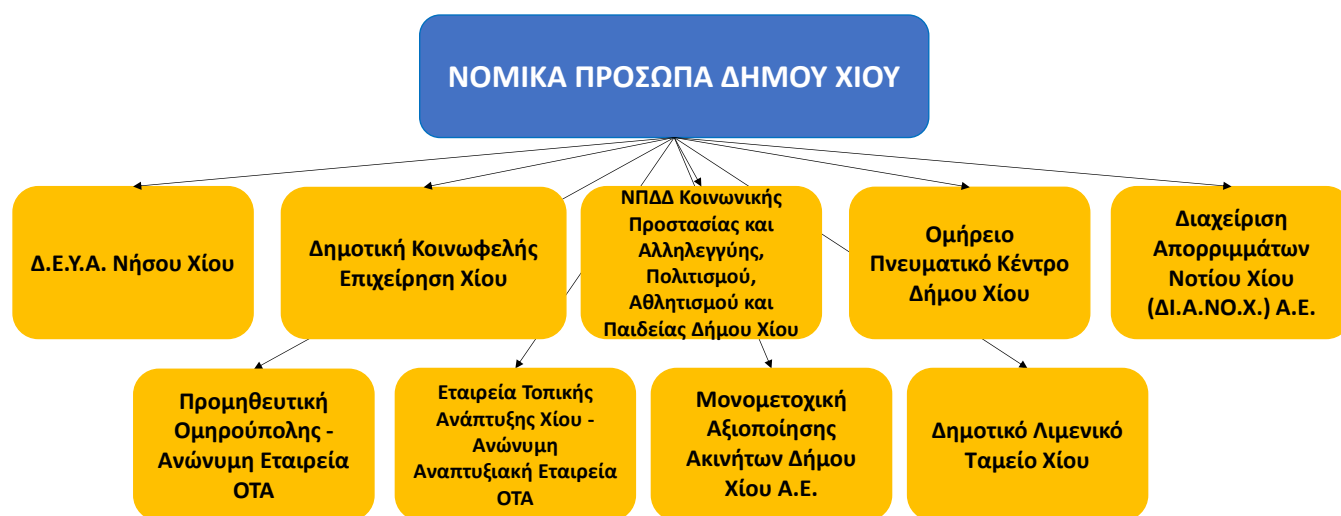 ΝΟΜΙΚΑ ΠΡΟΣΩΠΑ ΔΗΜΟΥ ΧΙΟΥ
Δ.Ε.Υ.Α. Νήσου Χίου
Δημοτική Κοινωφελής
Επιχείρηση Χίου
ΝΠΔΔ Κοινωνικής
Προστασίας και
Αλληλεγγύης,
Πολιτισμού,
Αθλητισμού και
Παιδείας Δήμου Χίου
Ομήρειο
Πνευματικό Κέντρο
Δήμου Χίου
Διαχείριση
Απορριμμάτων
Νοτίου Χίου
(ΔΙ.Α.ΝΟ.Χ.) Α.Ε.
Προμηθευτική
Ομηρούπολης -
Ανώνυμη Εταιρεία
ΟΤΑ
Εταιρεία Τοπικής
Ανάπτυξης Χίου -
Ανώνυμη
Αναπτυξιακή Εταιρεία
ΟΤΑ
Μονομετοχική
Αξιοποίησης
Ακινήτων Δήμου
Χίου Α.Ε.
Δημοτικό Λιμενικό
Ταμείο Χίου